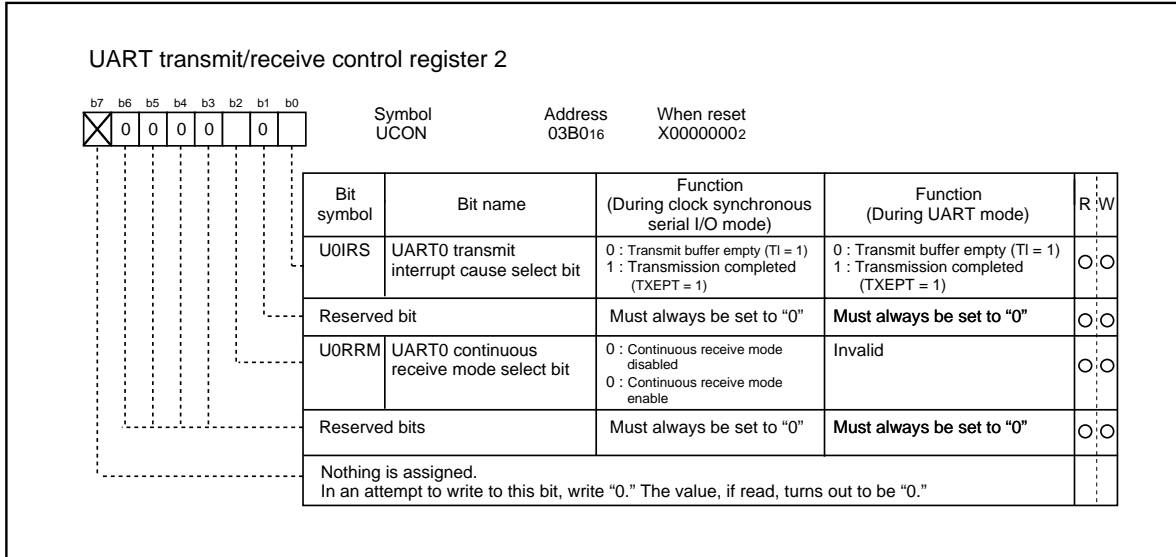 UART transmit/receive control register 2
b7 b6 b5 b4 b3 b2 b1 b0
0 0 0 0 0
Symbol Address When reset
UCON 03B016 X00000002
Bit symbol Bit name Function (During clock synchronous serial I/O mode) Function (During UART mode) R W
U0IRS UART0 transmit interrupt cause select bit
0 : Transmit buffer empty (TI = 1)
1 : Transmission completed
(TXEPT = 1)
0 : Transmit buffer empty (TI = 1)
1 : Transmission completed
(TXEPT = 1)
Reserved bit Must always be set to “0” Must always be set to “0”
U0RRM UART0 continuous receive mode select bit
0 : Continuous receive mode
disabled
0 : Continuous receive mode
enable
Invalid
Reserved bits Must always be set to “0” Must always be set to “0”
Nothing is assigned.
In an attempt to write to this bit, write “0.” The value, if read, turns out to be “0.”